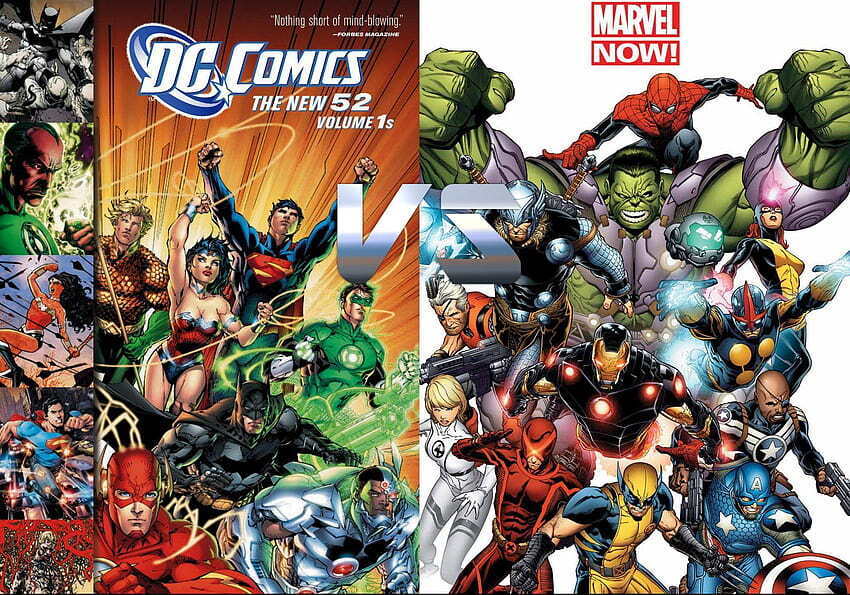 "Nothing short of mind-blowing."
—FORBES MAGAZINE
DC COMICS
THE NEW 52
VOLUME 1s
VS
MARVEL
NOW!